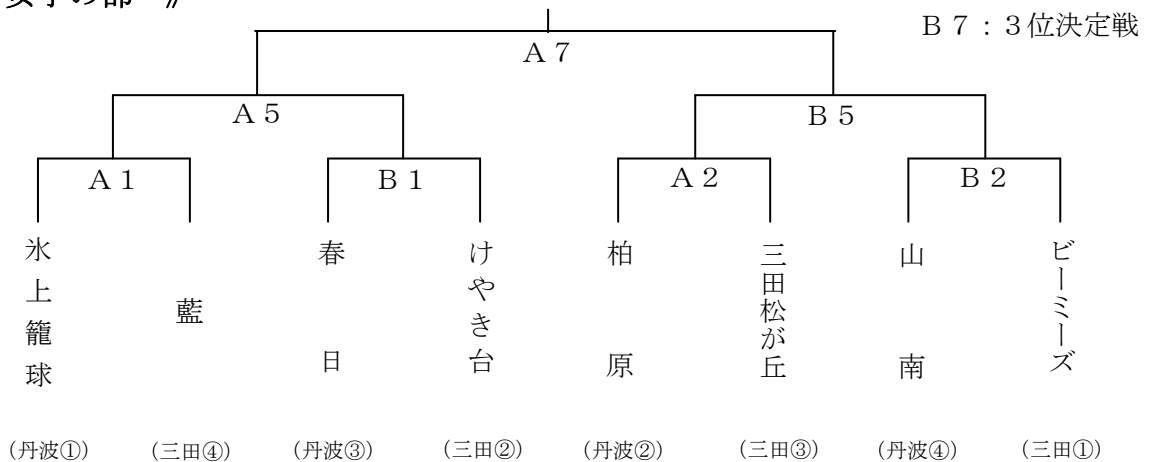 の部 》
B７：３位決定戦
A７
A５
B５
A１
B１
A２
B２
氷上籠球
藍
春日
けやき台
柏原
三田松が丘
山南
ビーミーズ
(丹波①)
(三田④)
(丹波③)
(三田②)
(丹波②)
(三田③)
(丹波④)
(三田①)